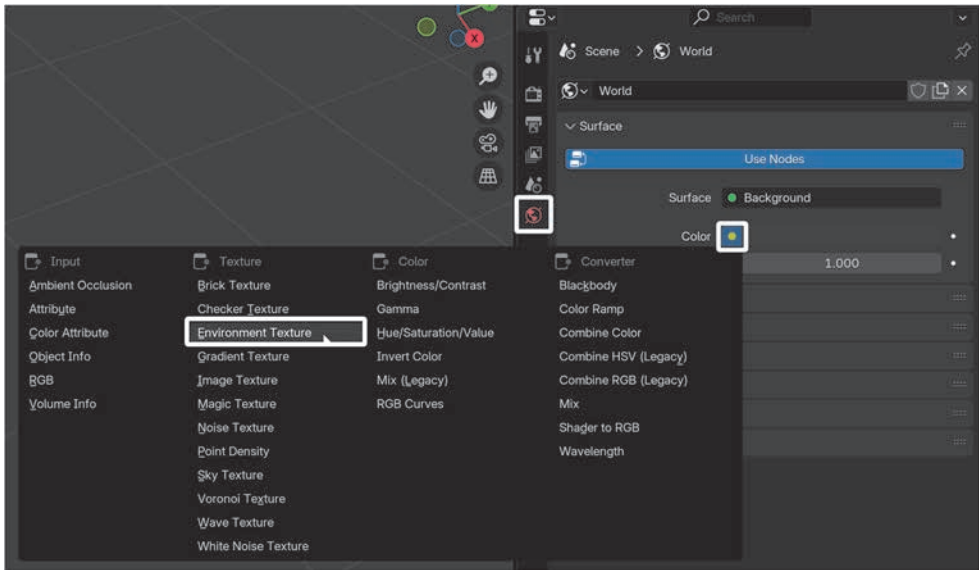 Search
X
Scene > World
World
Surface
Use Nodes
Surface Background
Color
1.000
Input
Ambient Occlusion
Attribute
Color Attribute
Object Info
RGB
Volume Info
Texture
Brick Texture
Checker Texture
Environment Texture
Gradient Texture
Image Texture
Magic Texture
Noise Texture
Point Density
Sky Texture
Voronoi Texture
Wave Texture
White Noise Texture
Color
Brightness/Contrast
Gamma
Hue/Saturation/Value
Invert Color
Mix (Legacy)
RGB Curves
Converter
Blackbody
Color Ramp
Combine Color
Combine HSV (Legacy)
Combine RGB (Legacy)
Mix
Shader to RGB
Wavelength